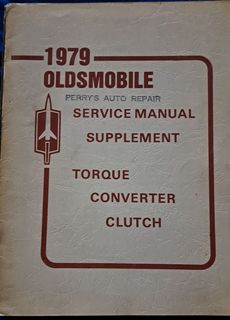 1979
OLDSMOBILE
PERRY'S AUTO REPAIR
SERVICE MANUAL
SUPPLEMENT
TORQUE
CONVERTER
CLUTCH